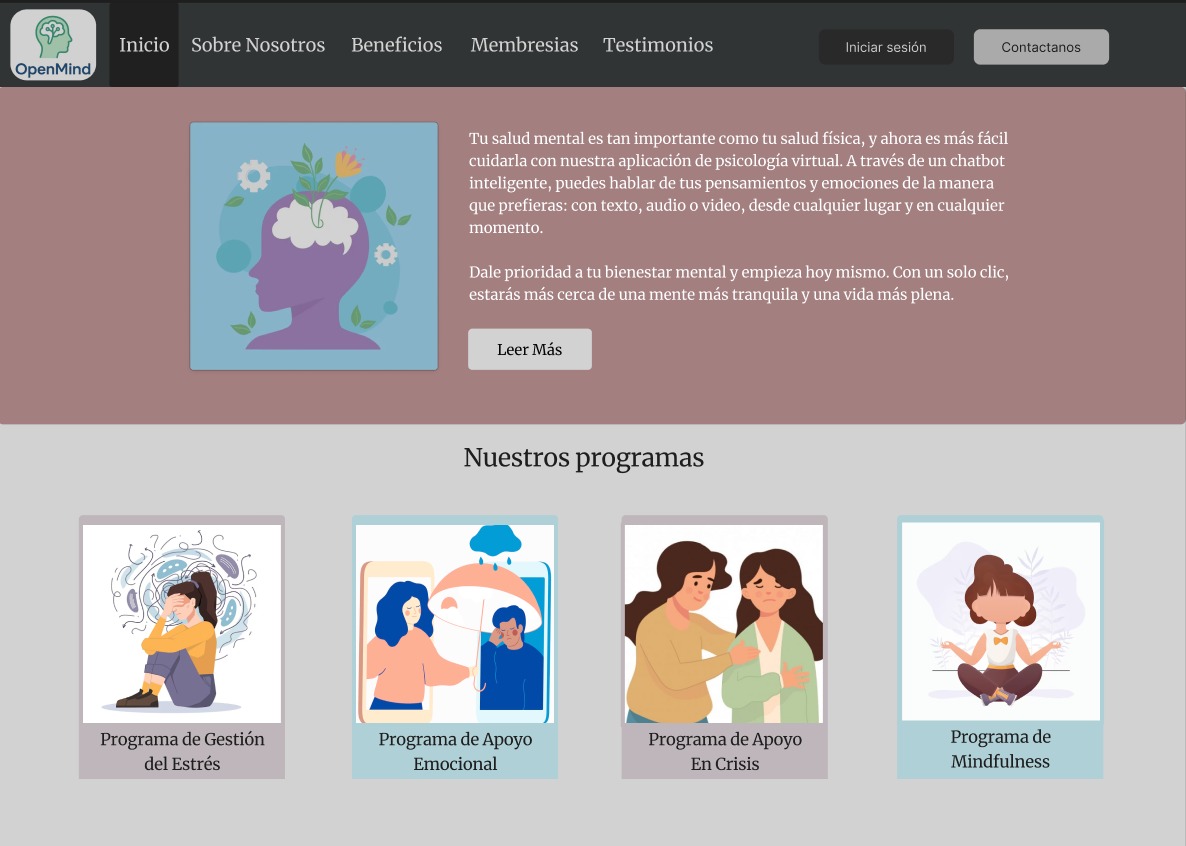 OpenMind
Inicio
Sobre Nosotros
Beneficios
Membresias
Testimonios
Iniciar sesión
Contactanos
Tu salud mental es tan importante como tu salud física, y ahora es más fácil
cuidarla con nuestra aplicación de psicología virtual. A través de un chatbot
inteligente, puedes hablar de tus pensamientos y emociones de la manera
que prefieras: con texto, audio o video, desde cualquier lugar y en cualquier
momento.
Dale prioridad a tu bienestar mental y empieza hoy mismo. Con un solo clic,
estarás más cerca de una mente más tranquila y una vida más plena.
Leer Más
Nuestros programas
Programa de Gestión
del Estrés
Programa de Apoyo
Emocional
Programa de Apoyo
En Crisis
Programa de
Mindfulness